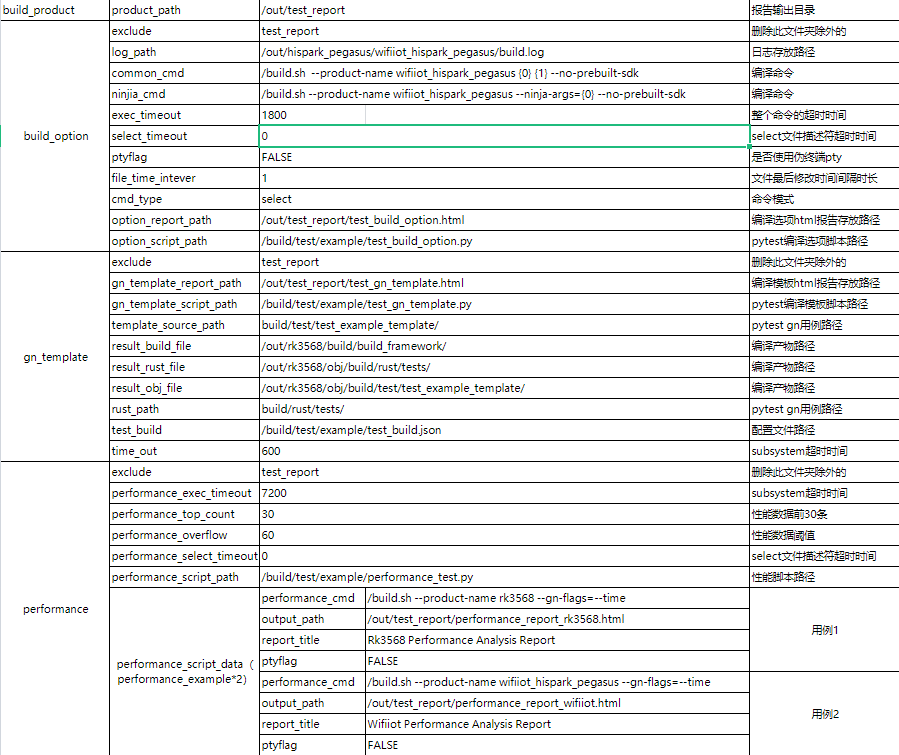 build_product product_path /out/test_report 报告输出目录
exclude test_report 删除此文件夹除外的
log_path /out/hispark_pegasus/wifiiot_hispark_pegasus/build.log 日志存放路径
common_cmd /build.sh --product-name wifiiot_hispark_pegasus {0} {1} --no-prebuilt-sdk 编译命令
ninjia_cmd /build.sh --product-name wifiiot_hispark_pegasus --ninja-args={0} --no-prebuilt-sdk 编译命令
exec_timeout 1800 整个命令的超时时间
build_option select_timeout 0 select文件描述符超时时间
ptyflag FALSE 是否使用伪终端pty
file_time_intever 1 文件最后修改时间间隔时长
cmd_type select 命令模式
option_report_path /out/test_report/test_build_option.html 编译选项html报告存放路径
option_script_path /build/test/example/test_build_option.py pytest编译选项脚本路径
exclude test_report 删除此文件夹除外的
gn_template_report_path /out/test_report/test_gn_template.html 编译模板html报告存放路径
gn_template_script_path /build/test/example/test_gn_template.py pytest编译模板脚本路径
template_source_path build/test/test_example_template/ pytest gn用例路径
result_build_file /out/rk3568/build/build_framework/ 编译产物路径
gn_template result_rust_file /out/rk3568/obj/build/rust/tests/ 编译产物路径
result_obj_file /out/rk3568/obj/build/test/test_example_template/ 编译产物路径
rust_path build/rust/tests/ pytest gn用例路径
test_build /build/test/example/test_build.json 配置文件路径
time_out 600 subsystem超时时间
exclude test_report 删除此文件夹除外的
performance_exec_timeout 7200 subsystem超时时间
performance_top_count 30 性能数据前30条
performance_overflow 60 性能数据阈值
performance_select_timeout 0 select文件描述符超时时间
performance_script_path /build/test/example/performance_test.py 性能脚本路径
performance
performance_script_data（
performance_example*2)
performance_cmd /build.sh --product-name rk3568 --gn-flags=--time
output_path /out/test_report/performance_report_rk3568.html
report_title Rk3568 Performance Analysis Report
ptyflag FALSE
用例1
performance_cmd /build.sh --product-name wifiiot_hispark_pegasus --gn-flags=--time
output_path /out/test_report/performance_report_wifiiot.html
report_title Wifiiot Performance Analysis Report
ptyflag FALSE
用例2